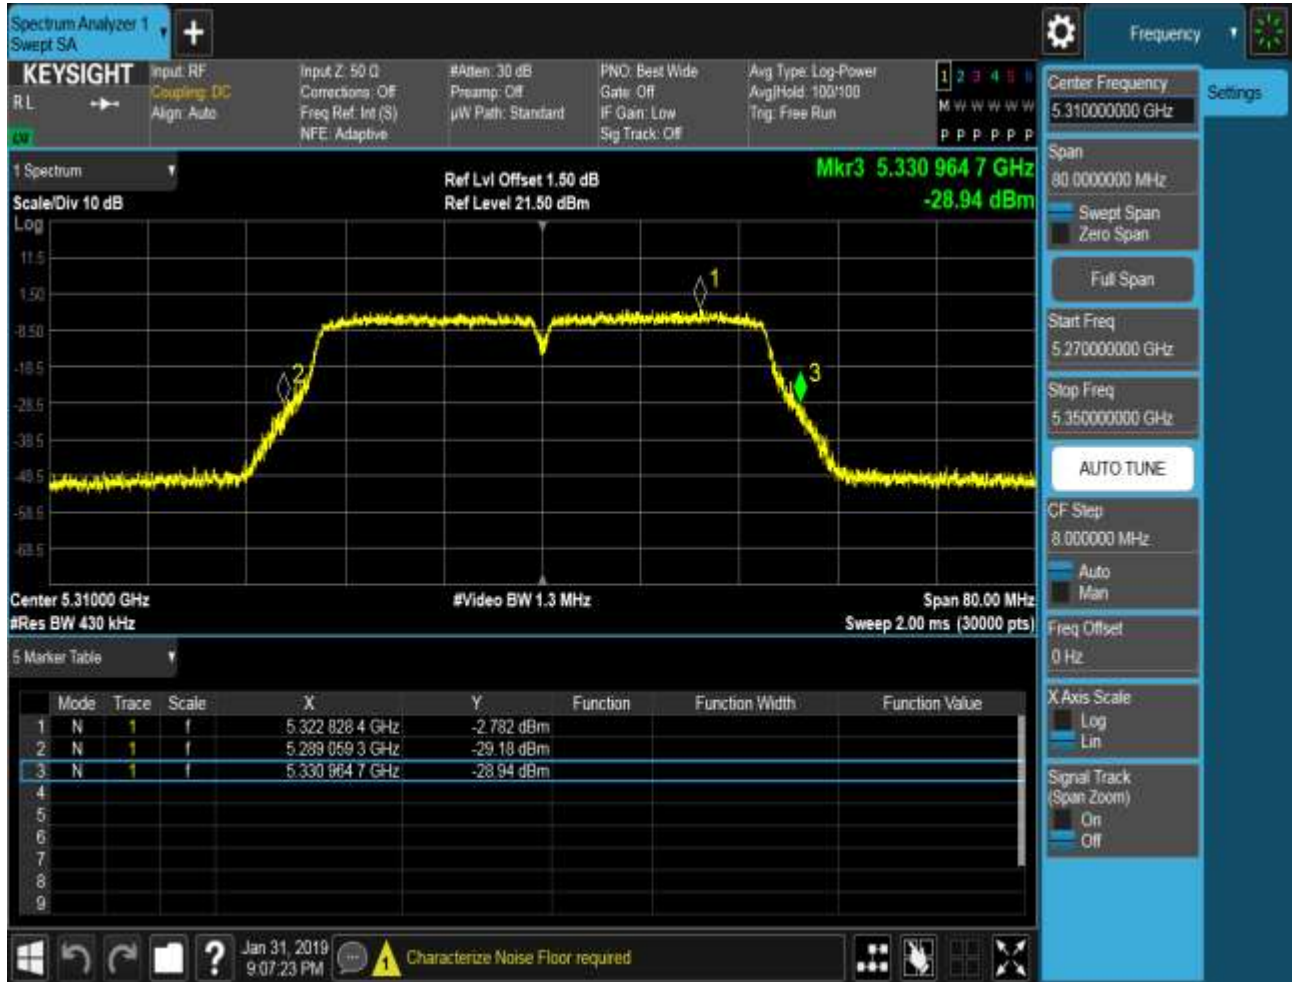 Spectrum Analyzer 1
Swept SA
+
Frequency
KEYSIGHT
RL
Input: RF
Coupling: DC
Align: Auto
Input Z: 50 Ω
Corrections: Off
Freq Ref: Int (S)
NFE: Adaptive
#Atten: 30 dB
Preamp: Off
µW Path: Standard
PNO: Best Wide
Gate: Off
IF Gain: Low
Sig Track: Off
Avg Type: Log-Power
Avg|Hold: 100/100
Trig: Free Run
1 2 3 4 5 6
M W W W W W
P P P P P P
1 Spectrum
Scale/Div 10 dB
Ref Lvl Offset 1.50 dB
Ref Level 21.50 dBm
Mkr3 5.330 964 7 GHz
-28.94 dBm
Log
11.5
1.50
-8.50
-18.5
-28.5
-38.5
-48.5
-58.5
-68.5
1
2
3
Center 5.31000 GHz
#Video BW 1.3 MHz
Span 80.00 MHz
#Res BW 430 kHz
Sweep 2.00 ms (30000 pts)
5 Marker Table
Mode Trace Scale X Y Function Function Width Function Value
1 N 1 f 5.322 828 4 GHz -2.782 dBm
2 N 1 f 5.289 059 3 GHz -29.18 dBm
3 N 1 f 5.330 964 7 GHz -28.94 dBm
4
5
6
7
8
9
Jan 31, 2019
9:07:23 PM
?
1
Characterize Noise Floor required
Center Frequency
5.310000000 GHz
Settings
Span
80.0000000 MHz
Swept Span
Zero Span
Full Span
Start Freq
5.270000000 GHz
Stop Freq
5.350000000 GHz
AUTO TUNE
CF Step
8.000000 MHz
Auto
Man
Freq Offset
0 Hz
X Axis Scale
Log
Lin
Signal Track
(Span Zoom)
On
Off